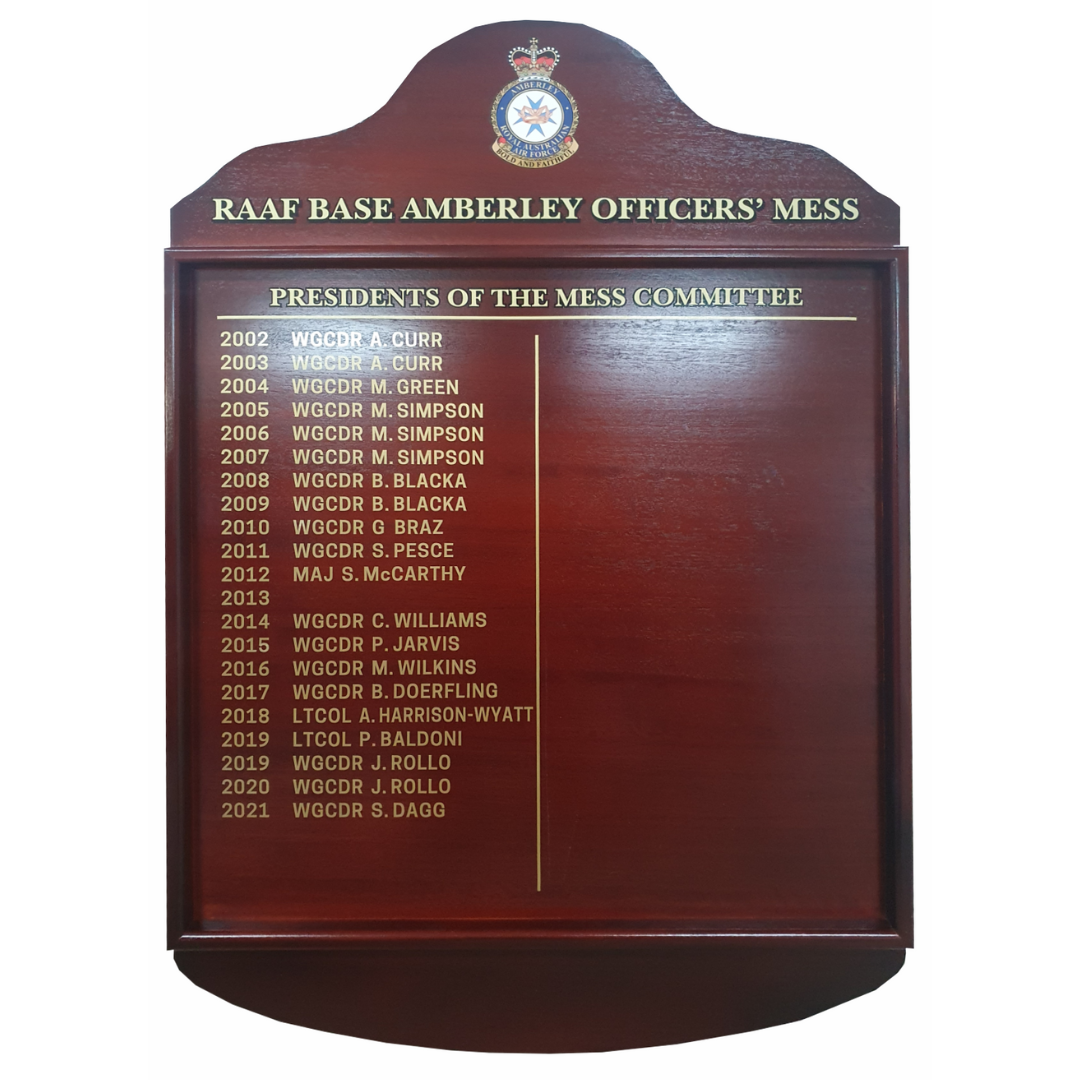 AMBERLEY
ROYAL AUSTRALIAN
AIR FORCE
BOLD AND FAITHFUL
RAAF BASE AMBERLEY OFFICERS’ MESS
PRESIDENTS OF THE MESS COMMITTEE
2002 WGCDR A. CURR
2003 WGCDR A. CURR
2004 WGCDR M. GREEN
2005 WGCDR M. SIMPSON
2006 WGCDR M. SIMPSON
2007 WGCDR M. SIMPSON
2008 WGCDR B. BLACKA
2009 WGCDR B. BLACKA
2010 WGCDR G BRAZ
2011 WGCDR S. PESCE
2012 MAJ S. McCARTHY
2013
2014 WGCDR C. WILLIAMS
2015 WGCDR P. JARVIS
2016 WGCDR M. WILKINS
2017 WGCDR B. DOERFLING
2018 LTCOL A. HARRISON-WYATT
2019 LTCOL P. BALDONI
2019 WGCDR J. ROLLO
2020 WGCDR J. ROLLO
2021 WGCDR S. DAGG